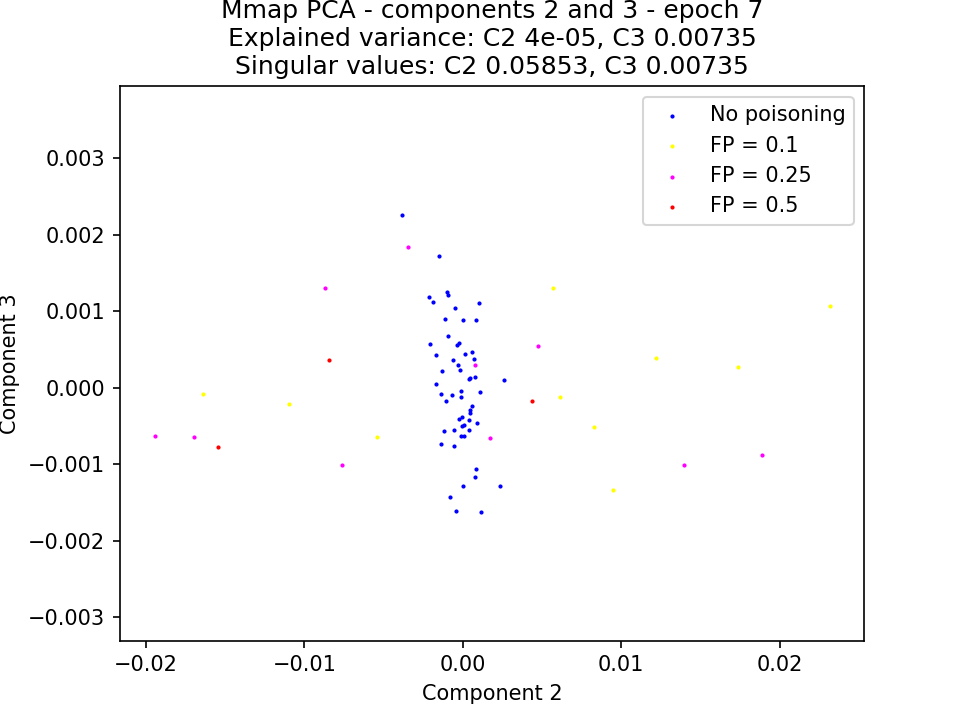 Mmap PCA - components 2 and 3 - epoch 7
Explained variance: C2 4e-05, C3 0.00735
Singular values: C2 0.05853, C3 0.00735
No poisoning
FP = 0.1
FP = 0.25
FP = 0.5
Component 3
0.003
0.002
0.001
0.000
−0.001
−0.002
−0.003
−0.02
−0.01
0.00
0.01
0.02
Component 2